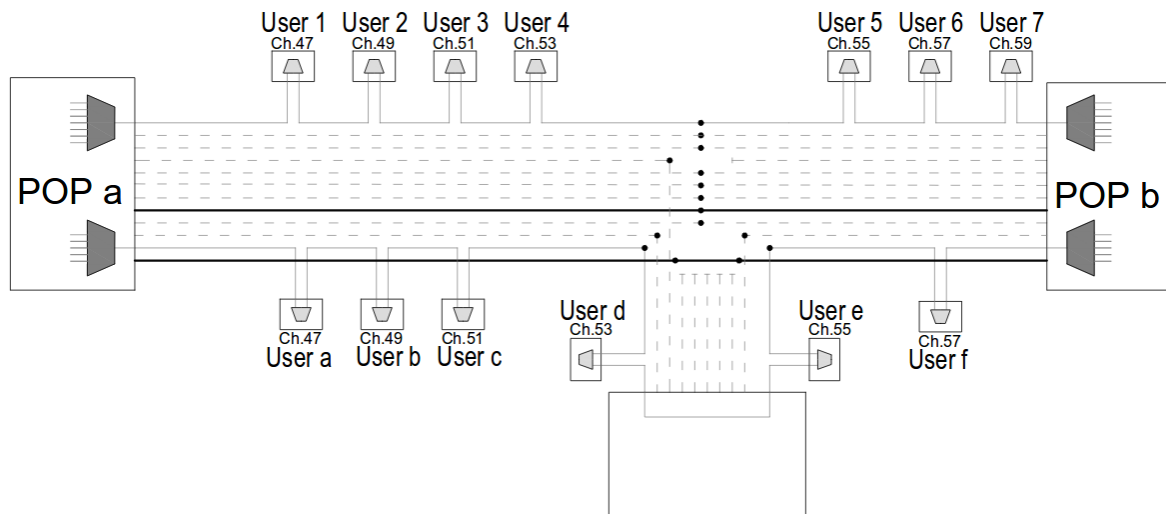 User 1
Ch.47
User 2
Ch.49
User 3
Ch.51
User 4
Ch.53
User 5
Ch.55
User 6
Ch.57
User 7
Ch.59
POP a
POP b
Ch.47
User a
Ch.49
User b
Ch.51
User c
User d
Ch.53
User e
Ch.55
Ch.57
User f